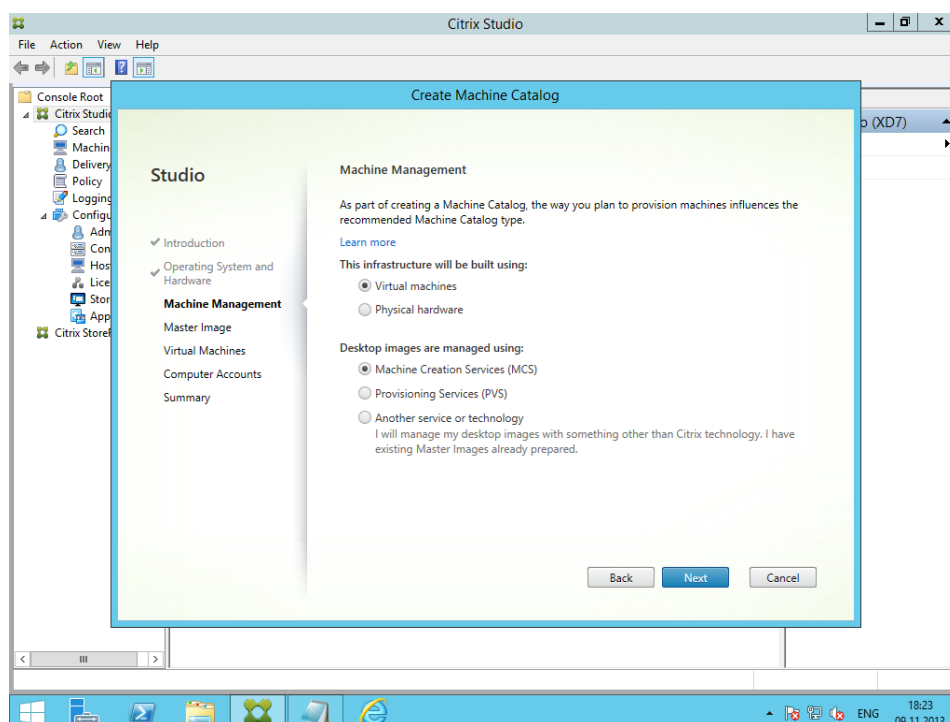 Citrix Studio
File Action View Help
Console Root
Citrix Studio
Search
Machin
Delivery
Policy
Logging
Configu
Adm
Con
Hos
Lice
Stor
App
Citrix StoreF
Create Machine Catalog
Studio
Introduction
Operating System and
Hardware
Machine Management
Master Image
Virtual Machines
Computer Accounts
Summary
Machine Management
As part of creating a Machine Catalog, the way you plan to provision machines influences the
recommended Machine Catalog type.
Learn more
This infrastructure will be built using:
Virtual machines
Physical hardware
Desktop images are managed using:
Machine Creation Services (MCS)
Provisioning Services (PVS)
Another service or technology
I will manage my desktop images with something other than Citrix technology. I have
existing Master Images already prepared.
Back Next Cancel
o (XD7)
ENG
18:23
09.11.2013